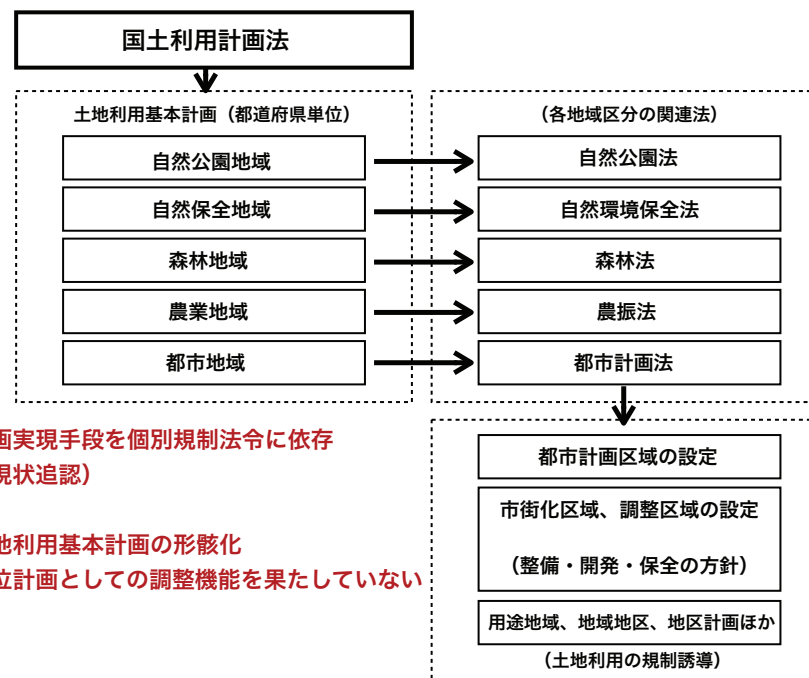 国土利用計画法
土地利用基本計画（都道府県単位）
自然公園地域
自然保全地域
森林地域
農業地域
都市地域
（各地域区分の関連法）
自然公園法
自然環境保全法
森林法
農振法
都市計画法
画実現手段を個別規制法令に依存
現状追認）
地利用基本計画の形骸化
位計画としての調整機能を果たしていない
都市計画区域の設定
市街化区域、調整区域の設定
（整備・開発・保全の方針）
用途地域、地域地区、地区計画ほか
（土地利用の規制誘導）